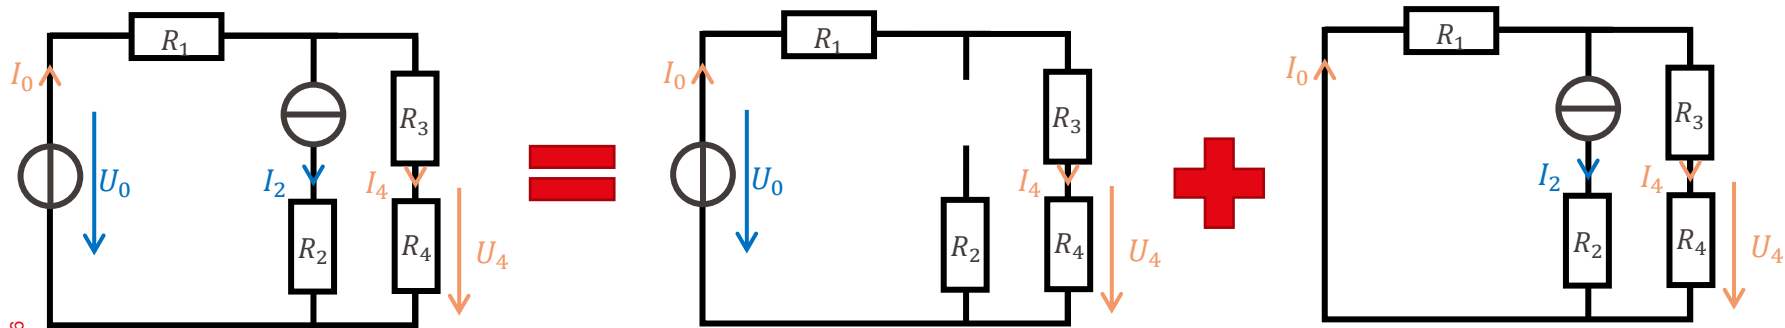 R₁
I₀
R₃
U₀
I₂
I₄
R₂
R₄
U₄
R₁
I₀
R₃
U₀
I₄
R₂
R₄
U₄
R₁
I₀
R₃
I₂
I₄
R₂
R₄
U₄